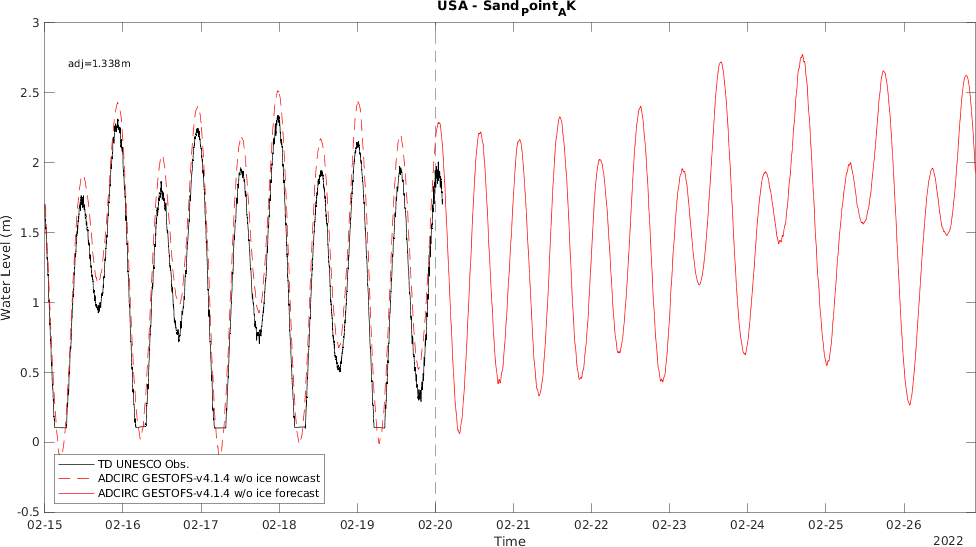 USA - SandPointAK
3
adj=1.338m
2.5
2
1.5
1
0.5
0
-0.5
Water Level (m)
TD UNESCO Obs.
ADCIRC GESTOFS-v4.1.4 w/o ice nowcast
ADCIRC GESTOFS-v4.1.4 w/o ice forecast
02-15 02-16 02-17 02-18 02-19 02-20 02-21 02-22 02-23 02-24 02-25 02-26
Time
2022